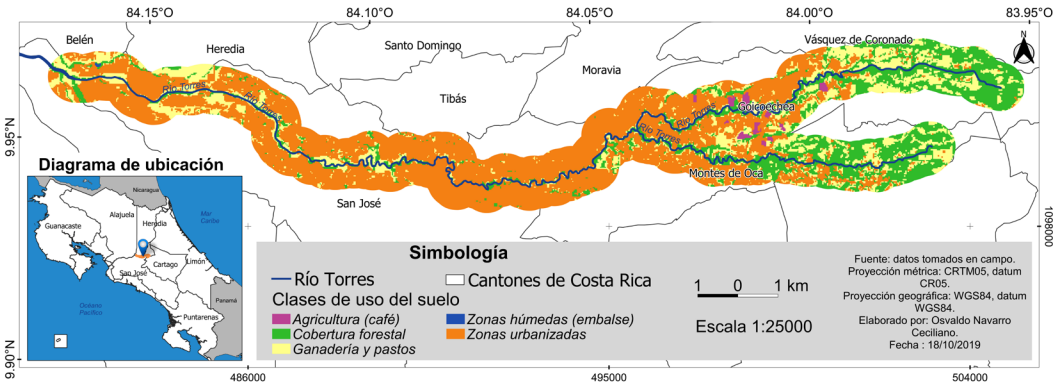 84.15°O
84.10°O
84.05°O
84.00°O
83.95°O
Belén
Heredia
Santo Domingo
Vásquez de Coronado
Moravia
Tibás
Río Torres
Río Torres
Río Torres
Río Torres
Goicoechea
Montes de Oca
San José
9.95°N
9.90°N
1098000
Diagrama de ubicación
Nicaragua
Mar
Caribe
Alajuela
Heredia
Guanacaste
Limón
Cartago
San José
Panamá
Océano
Pacífico
Puntarenas
Simbología
Río Torres
Cantones de Costa Rica
Clases de uso del suelo
Agricultura (café)
Zonas húmedas (embalse)
Cobertura forestal
Zonas urbanizadas
Ganadería y pastos
1 0 1 km
Escala 1:25000
Fuente: datos tomados en campo.
Proyección métrica: CRTM05, datum
CR05.
Proyección geográfica: WGS84, datum
WGS84.
Elaborado por: Osvaldo Navarro
Ceciliano.
Fecha : 18/10/2019
486000
495000
504000